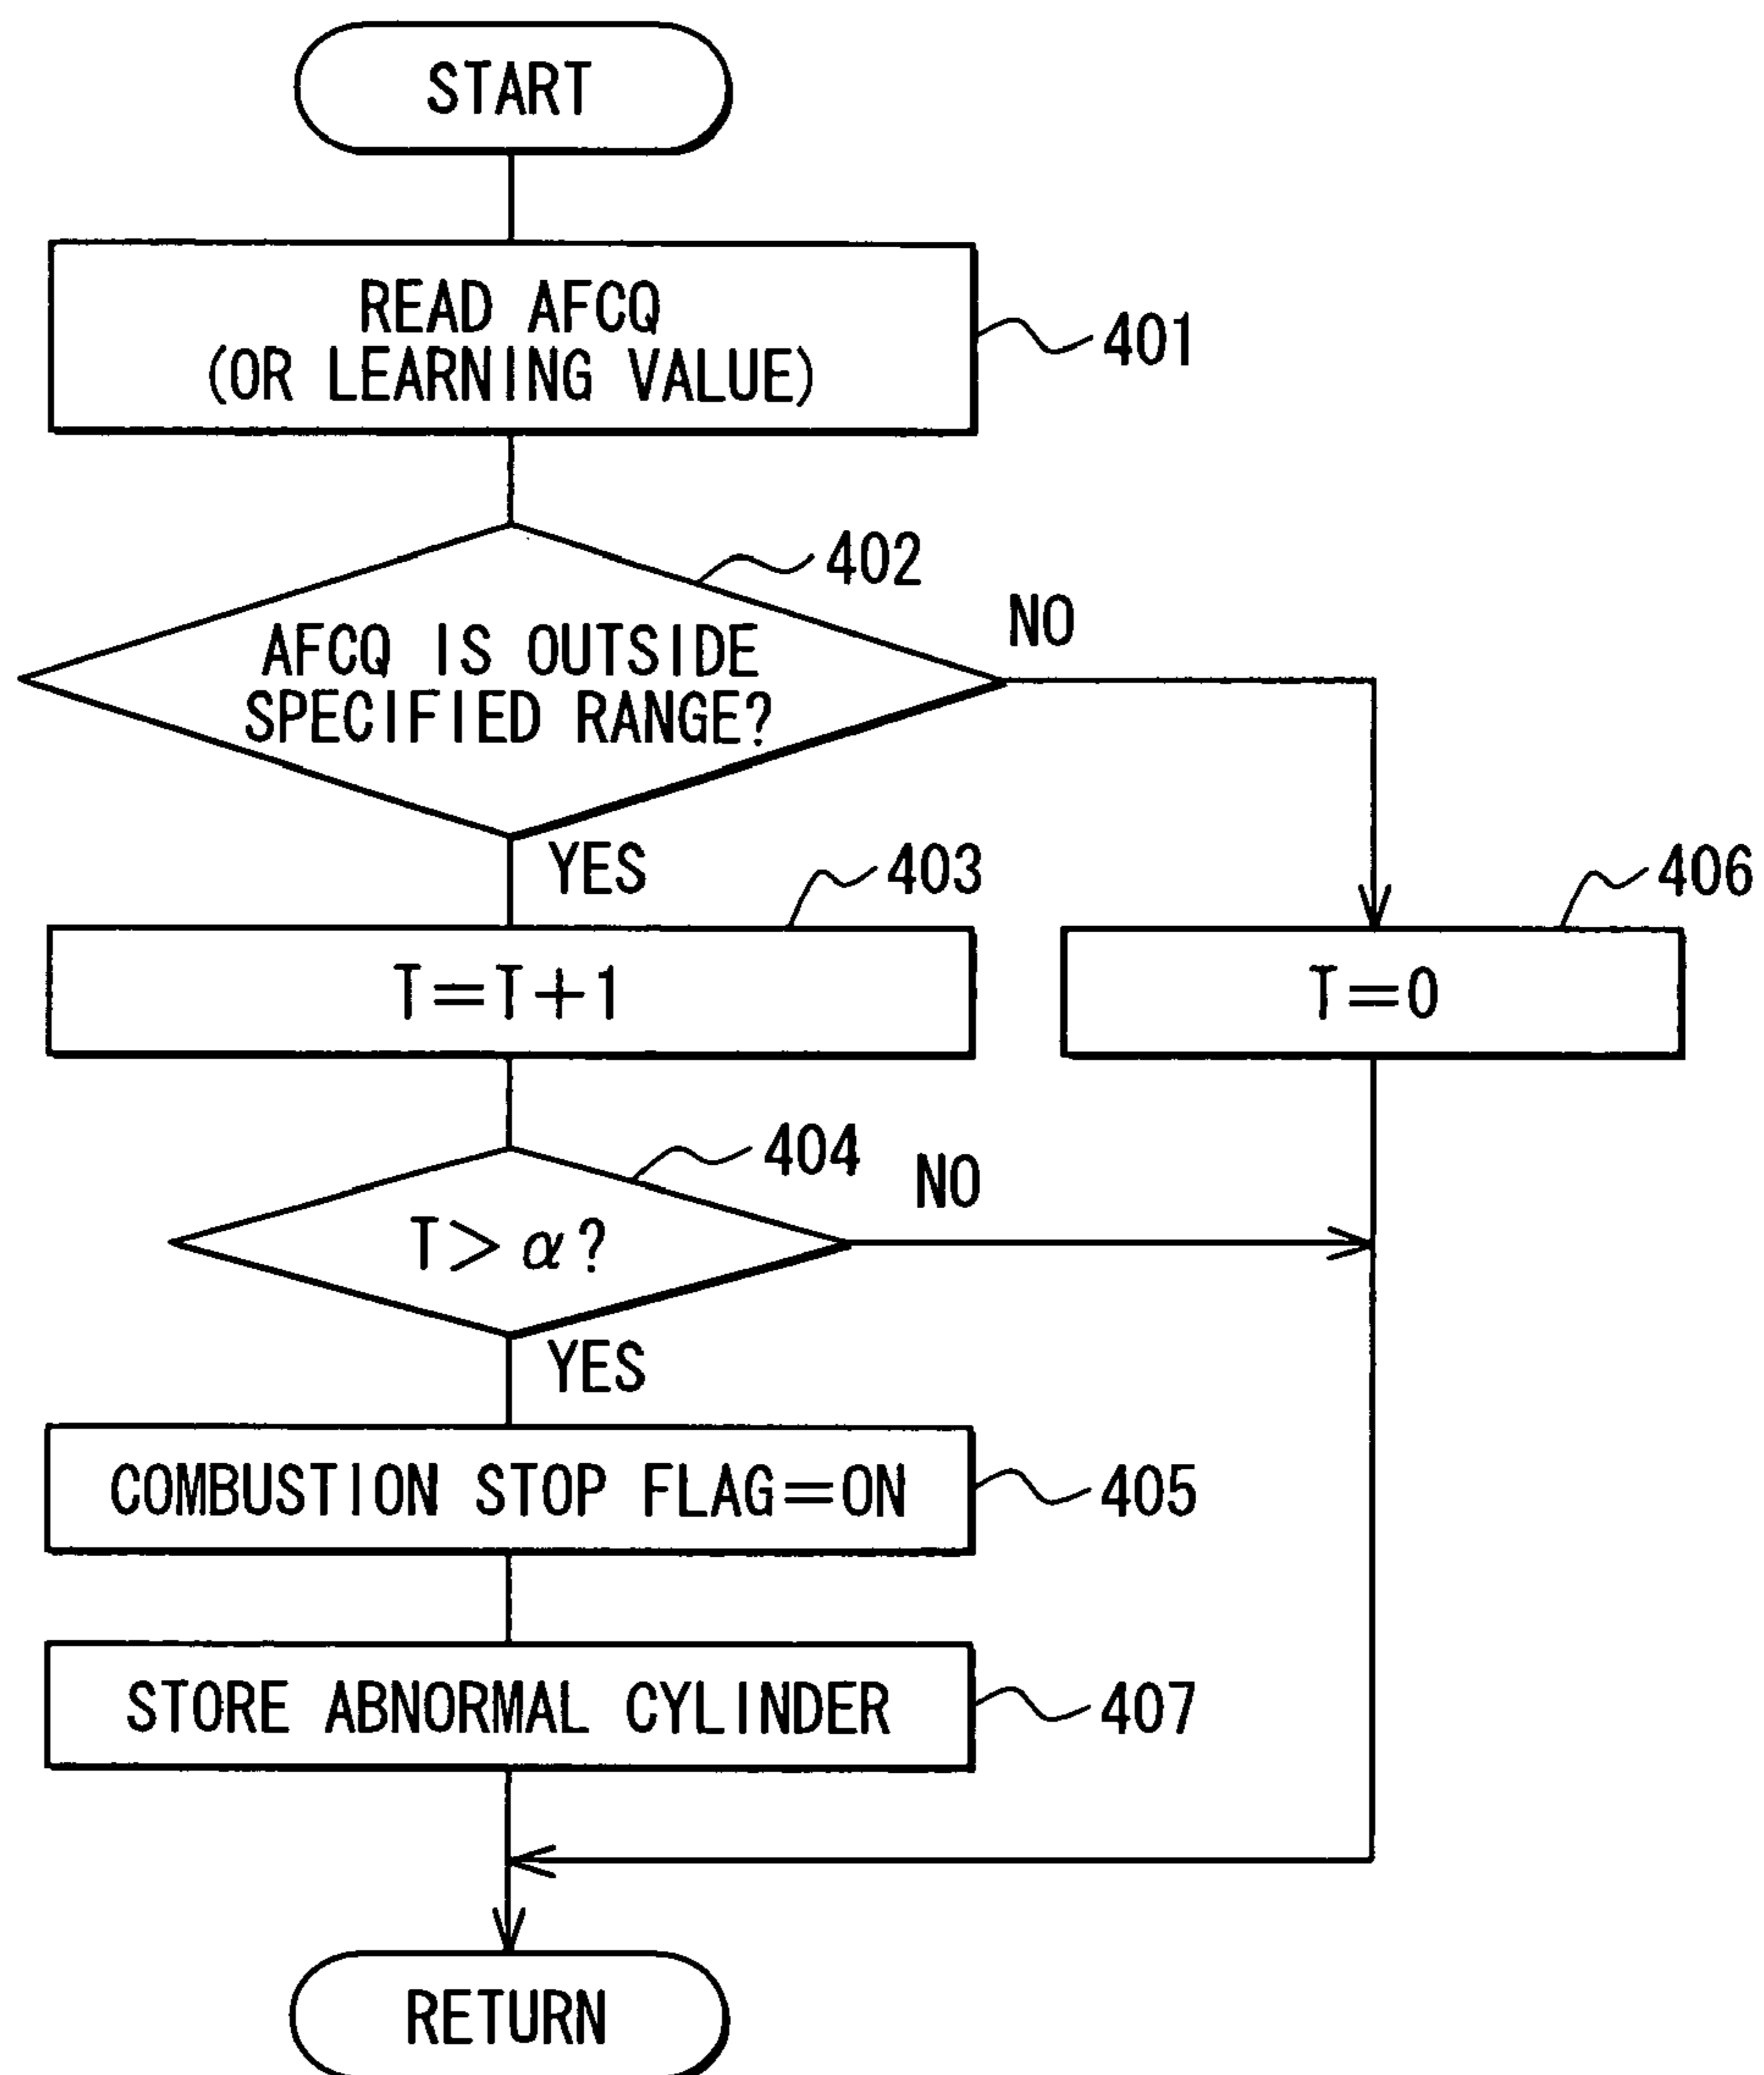 START
READ AFCQ
(OR LEARNING VALUE)
401
402
AFCQ IS OUTSIDE
SPECIFIED RANGE?
NO
YES
403
406
T=T+1
T=0
404
NO
T>α?
YES
COMBUSTION STOP FLAG=ON
405
STORE ABNORMAL CYLINDER
407
RETURN